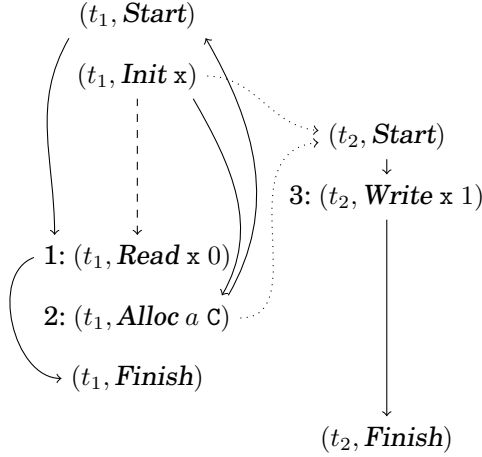 (t₁, Start)
(t₁, Init x)
(t₂, Start)
3: (t₂, Write x 1)
1: (t₁, Read x 0)
2: (t₁, Alloc a C)
(t₁, Finish)
(t₂, Finish)